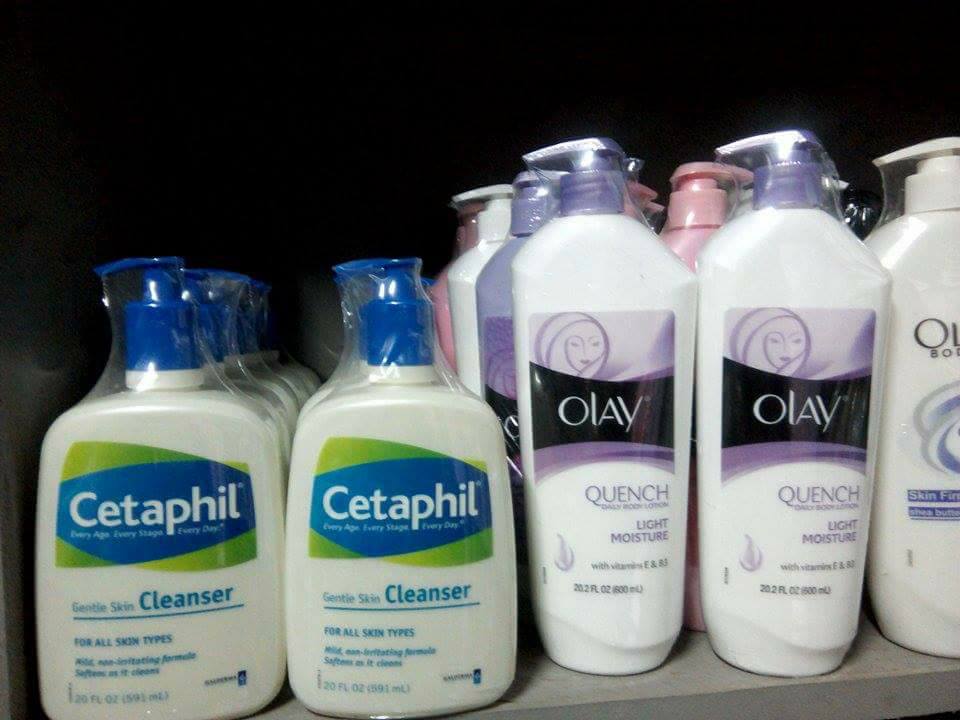 Cetaphil®
Every Age. Every Stage. Every Day.®
Gentle Skin Cleanser
FOR ALL SKIN TYPES
Mild, non-irritating formula
Softens as it cleans
GALDERMA
20 FL OZ (591 mL)
Cetaphil®
Every Age. Every Stage. Every Day.®
Gentle Skin Cleanser
FOR ALL SKIN TYPES
Mild, non-irritating formula
Softens as it cleans
GALDERMA
20 FL OZ (591 mL)
OLAY®
QUENCH
DAILY BODY LOTION
LIGHT
MOISTURE
with vitamins E & B3
20.2 FL OZ (600 mL)
OLAY®
QUENCH
DAILY BODY LOTION
LIGHT
MOISTURE
with vitamins E & B3
20.2 FL OZ (600 mL)
OL
BOD
Skin Fir
shea butte